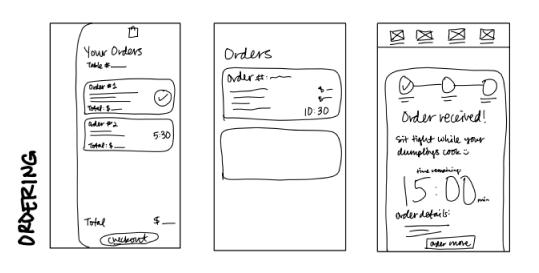 ORDERING
Your Orders
Table #
Order #1
Total: $
Order #2
5:30
Total: $
Total $
Checkout
Orders
Order #:
$
$
10:30
Order received!
Sit tight while your
dumplings cook
time remaining:
15:00 min
order details:
order more